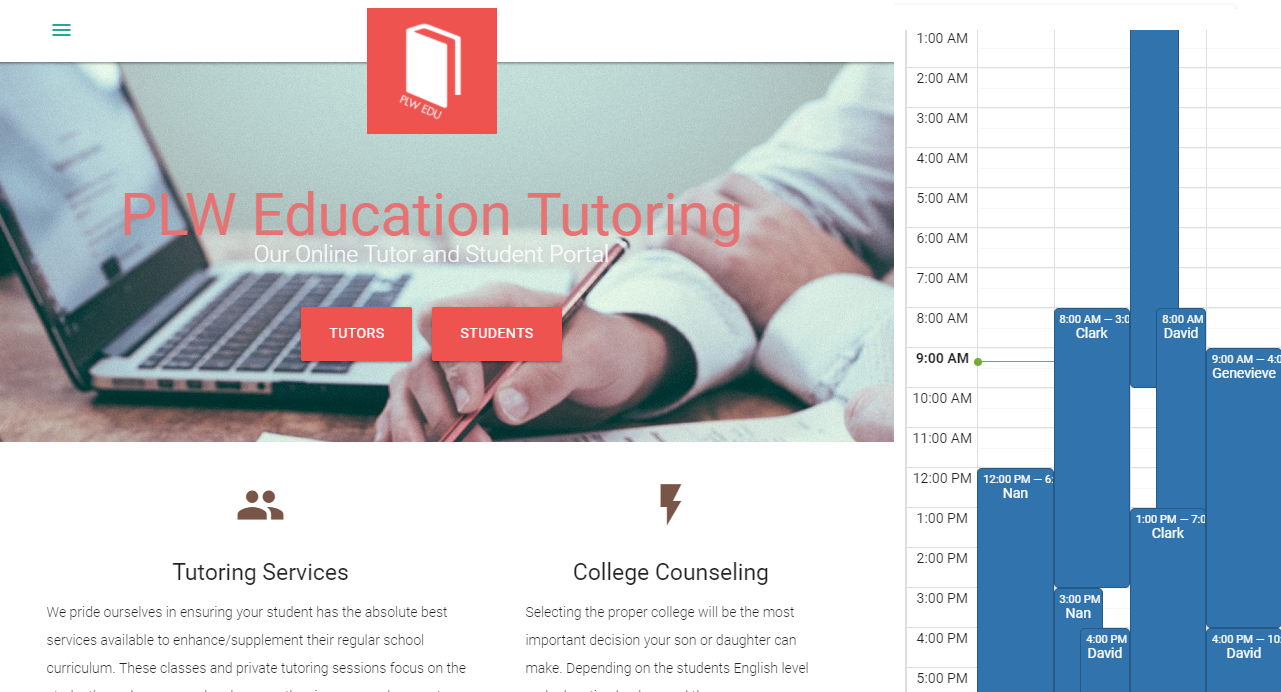 PLW EDU
PLW Education Tutoring
Our Online Tutor and Student Portal
TUTORS
STUDENTS
Tutoring Services
We pride ourselves in ensuring your student has the absolute best
services available to enhance/supplement their regular school
curriculum. These classes and private tutoring sessions focus on the
College Counseling
Selecting the proper college will be the most
important decision your son or daughter can
make. Depending on the students English level
1:00 AM
2:00 AM
3:00 AM
4:00 AM
5:00 AM
6:00 AM
7:00 AM
8:00 AM
9:00 AM
10:00 AM
11:00 AM
12:00 PM
1:00 PM
2:00 PM
3:00 PM
4:00 PM
5:00 PM
12:00 PM — 6:
Nan
8:00 AM — 3:0
Clark
3:00 PM
Nan
4:00 PM
David
8:00 AM
David
1:00 PM — 7:0
Clark
9:00 AM — 4:0
Genevieve
4:00 PM — 10:
David